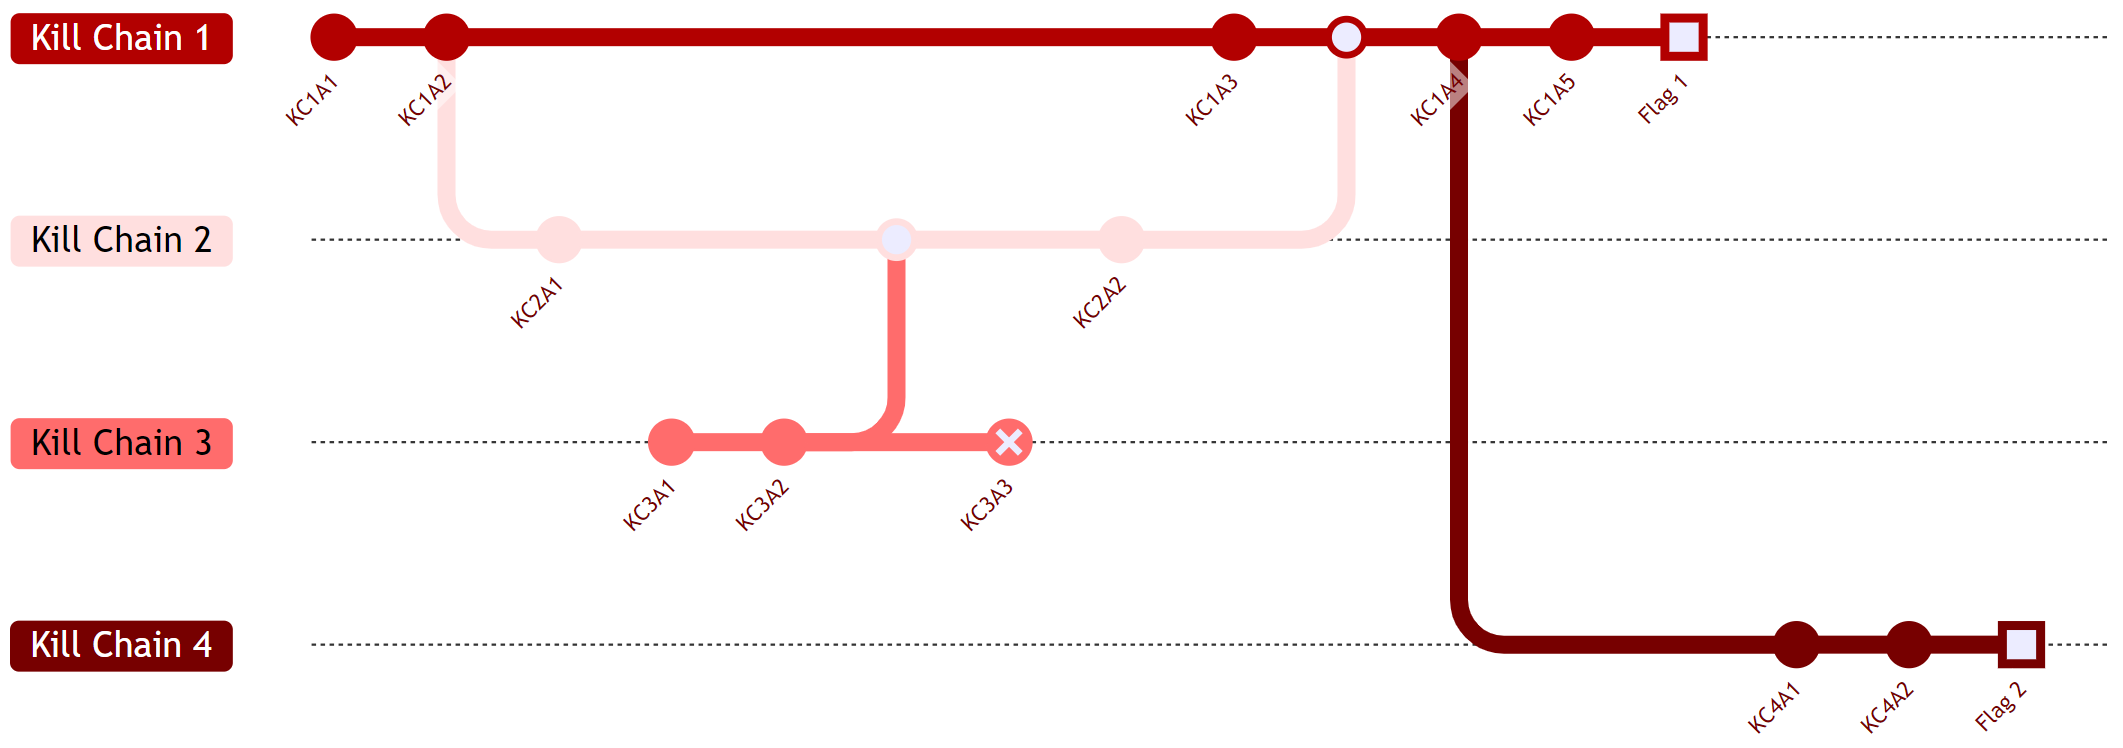 Kill Chain 1
KC1A1
KC1A2
KC1A3
KC1A4
KC1A5
Flag 1
Kill Chain 2
KC2A1
KC2A2
Kill Chain 3
KC3A1
KC3A2
KC3A3
Kill Chain 4
KC4A1
KC4A2
Flag 2